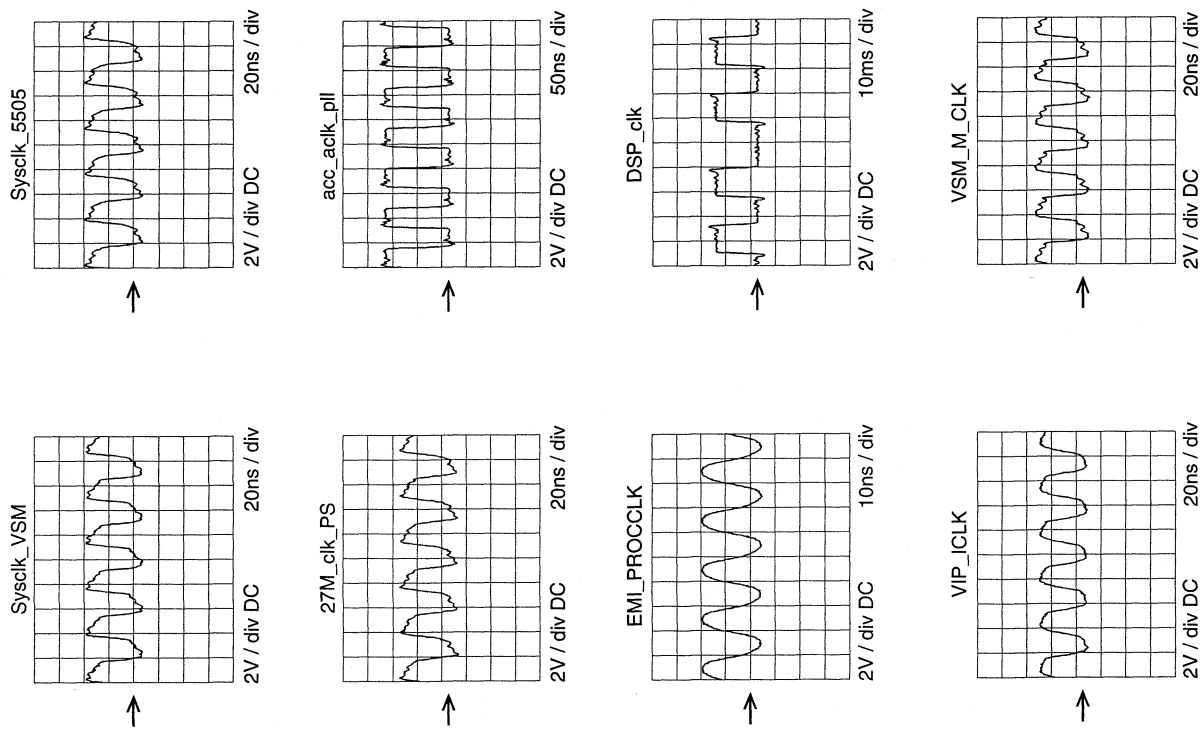 Sysclk_5505
2V / div DC 20ns / div
acc_aclk_pll
2V / div DC 50ns / div
DSP_clk
2V / div DC 10ms / div
VSM_M_CLK
2V / div DC 20ns / div
Sysclk_VSM
2V / div DC 20ns / div
27M_clk_PS
2V / div DC 20ns / div
EMI_PROCCLK
2V / div DC 10ns / div
VIP_ICLK
2V / div DC 20ns / div